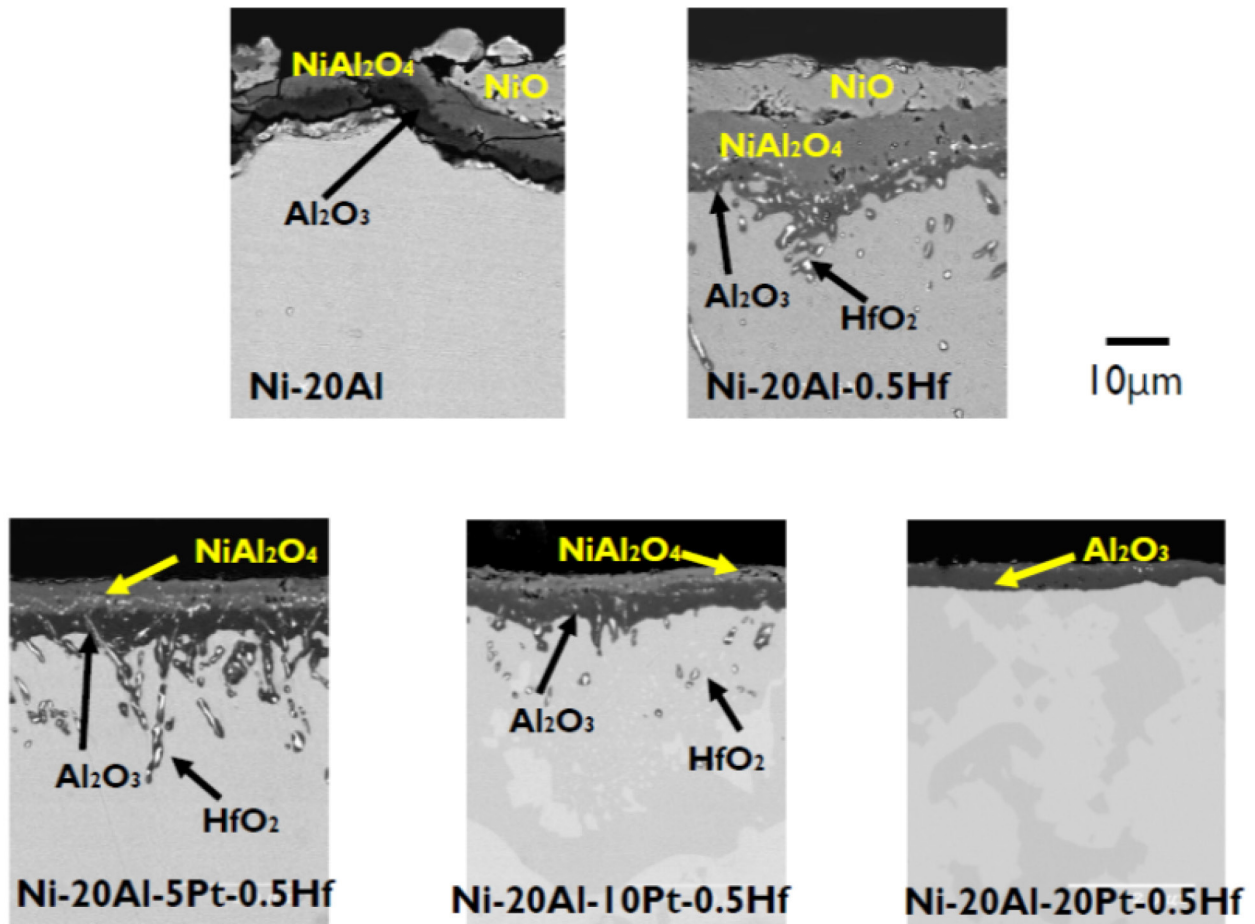 NiAl₂O₄
NiO
Al₂O₃
Ni-20Al
NiO
NiAl₂O₄
Al₂O₃
HfO₂
Ni-20Al-0.5Hf
10μm
NiAl₂O₄
Al₂O₃
HfO₂
Ni-20Al-5Pt-0.5Hf
NiAl₂O₄
Al₂O₃
HfO₂
Ni-20Al-10Pt-0.5Hf
Al₂O₃
Ni-20Al-20Pt-0.5Hf